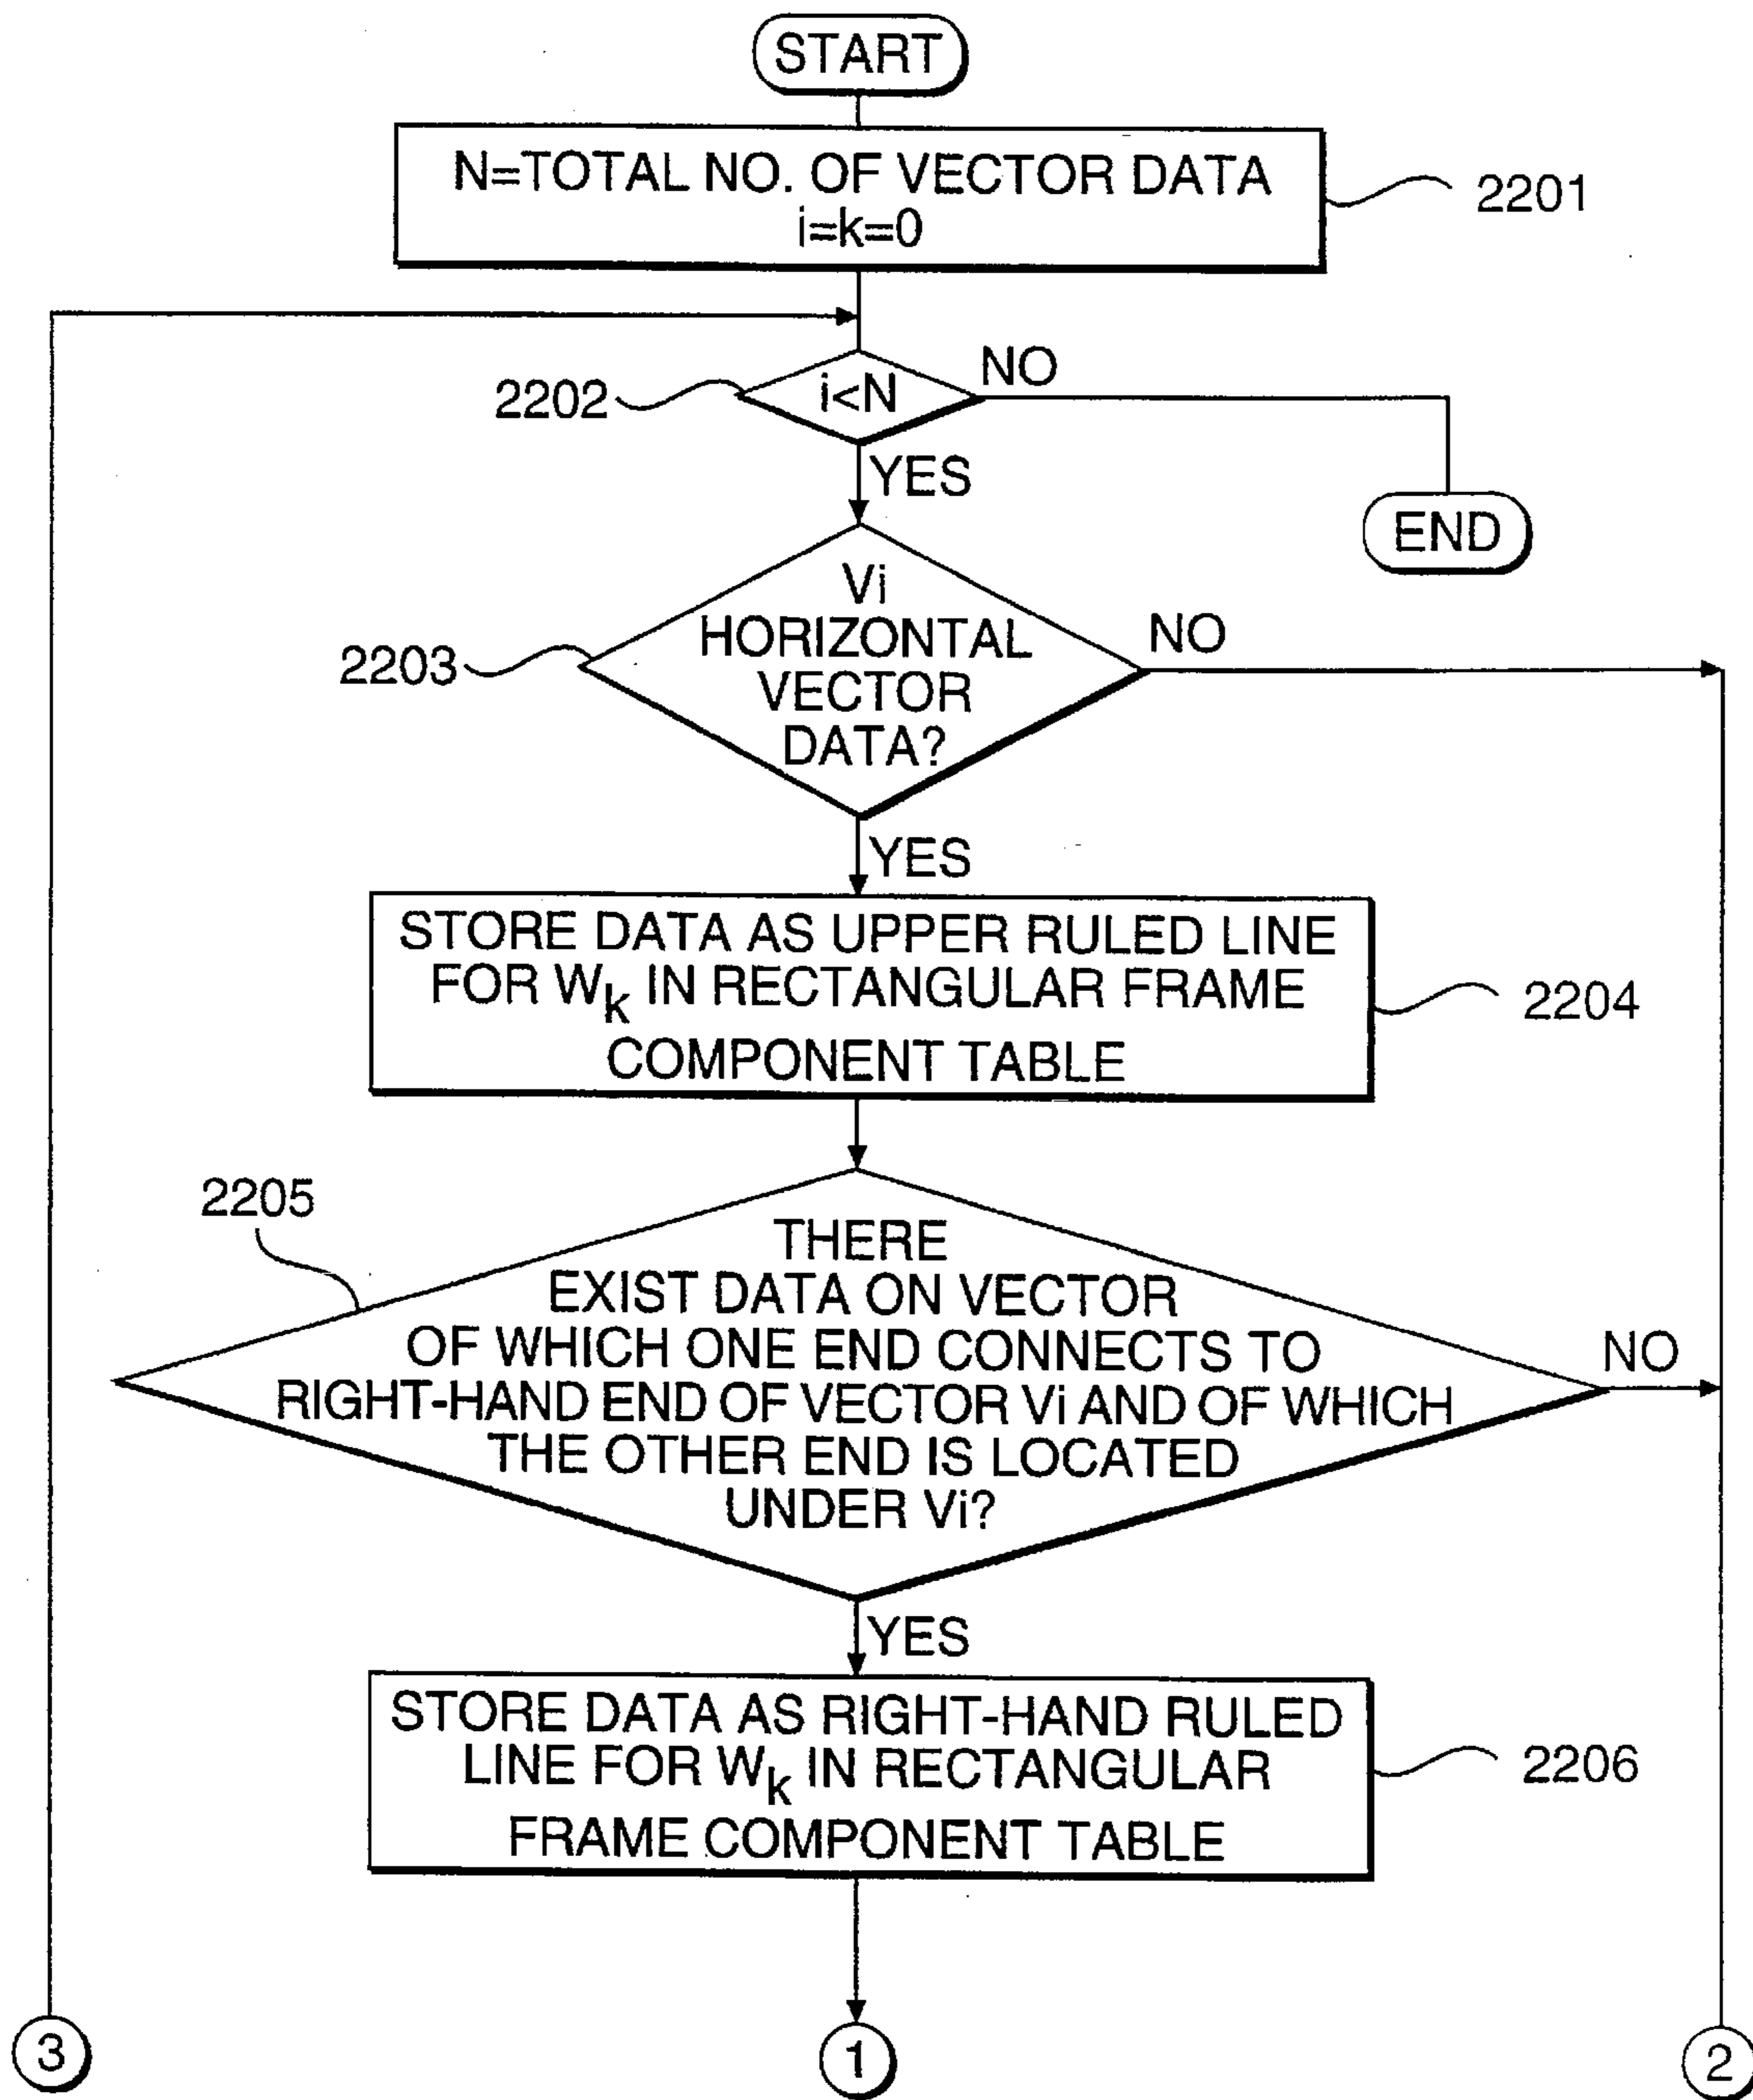 START
N=TOTAL NO. OF VECTOR DATA
i=k=0
2201
2202
i<N
NO
YES
END
Vi
HORIZONTAL
VECTOR
DATA?
2203
NO
YES
STORE DATA AS UPPER RULED LINE
FOR Wk IN RECTANGULAR FRAME
COMPONENT TABLE
2204
2205
THERE
EXIST DATA ON VECTOR
OF WHICH ONE END CONNECTS TO
RIGHT-HAND END OF VECTOR Vi AND OF WHICH
THE OTHER END IS LOCATED
UNDER Vi?
NO
YES
STORE DATA AS RIGHT-HAND RULED
LINE FOR Wk IN RECTANGULAR
FRAME COMPONENT TABLE
2206
3
1
2